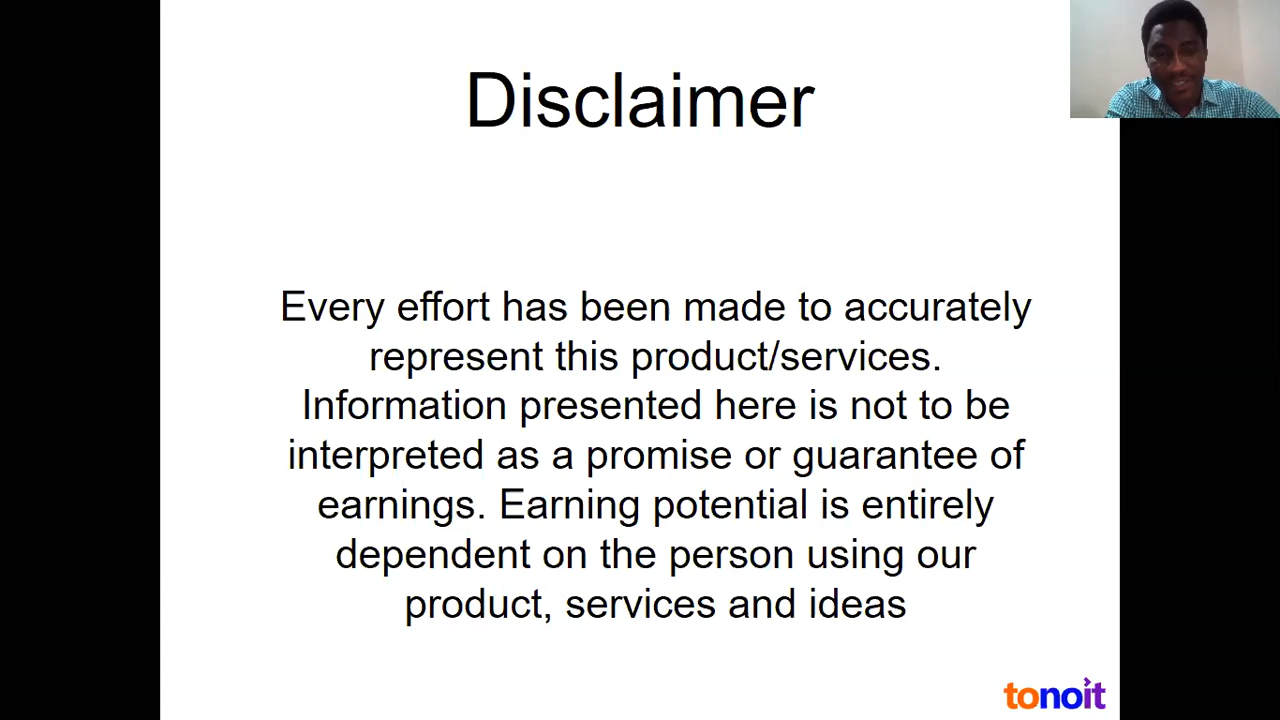 Disclaimer
Every effort has been made to accurately
represent this product/services.
Information presented here is not to be
interpreted as a promise or guarantee of
earnings. Earning potential is entirely
dependent on the person using our
product, services and ideas
tonoit